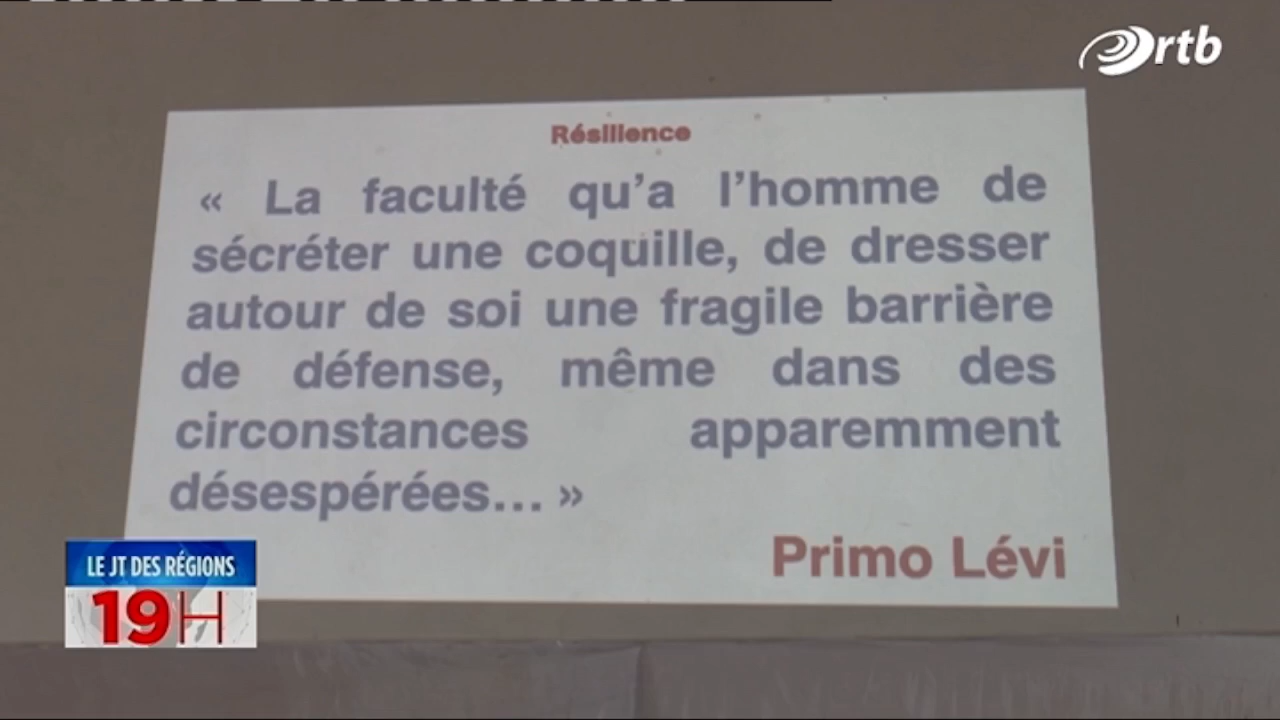 rtb
Résilience
« La faculté qu’a l’homme de
sécréter une coquille, de dresser
autour de soi une fragile barrière
de défense, même dans des
circonstances apparemment
désespérées... »
Primo Lévi
LE JT DES RÉGIONS
19H